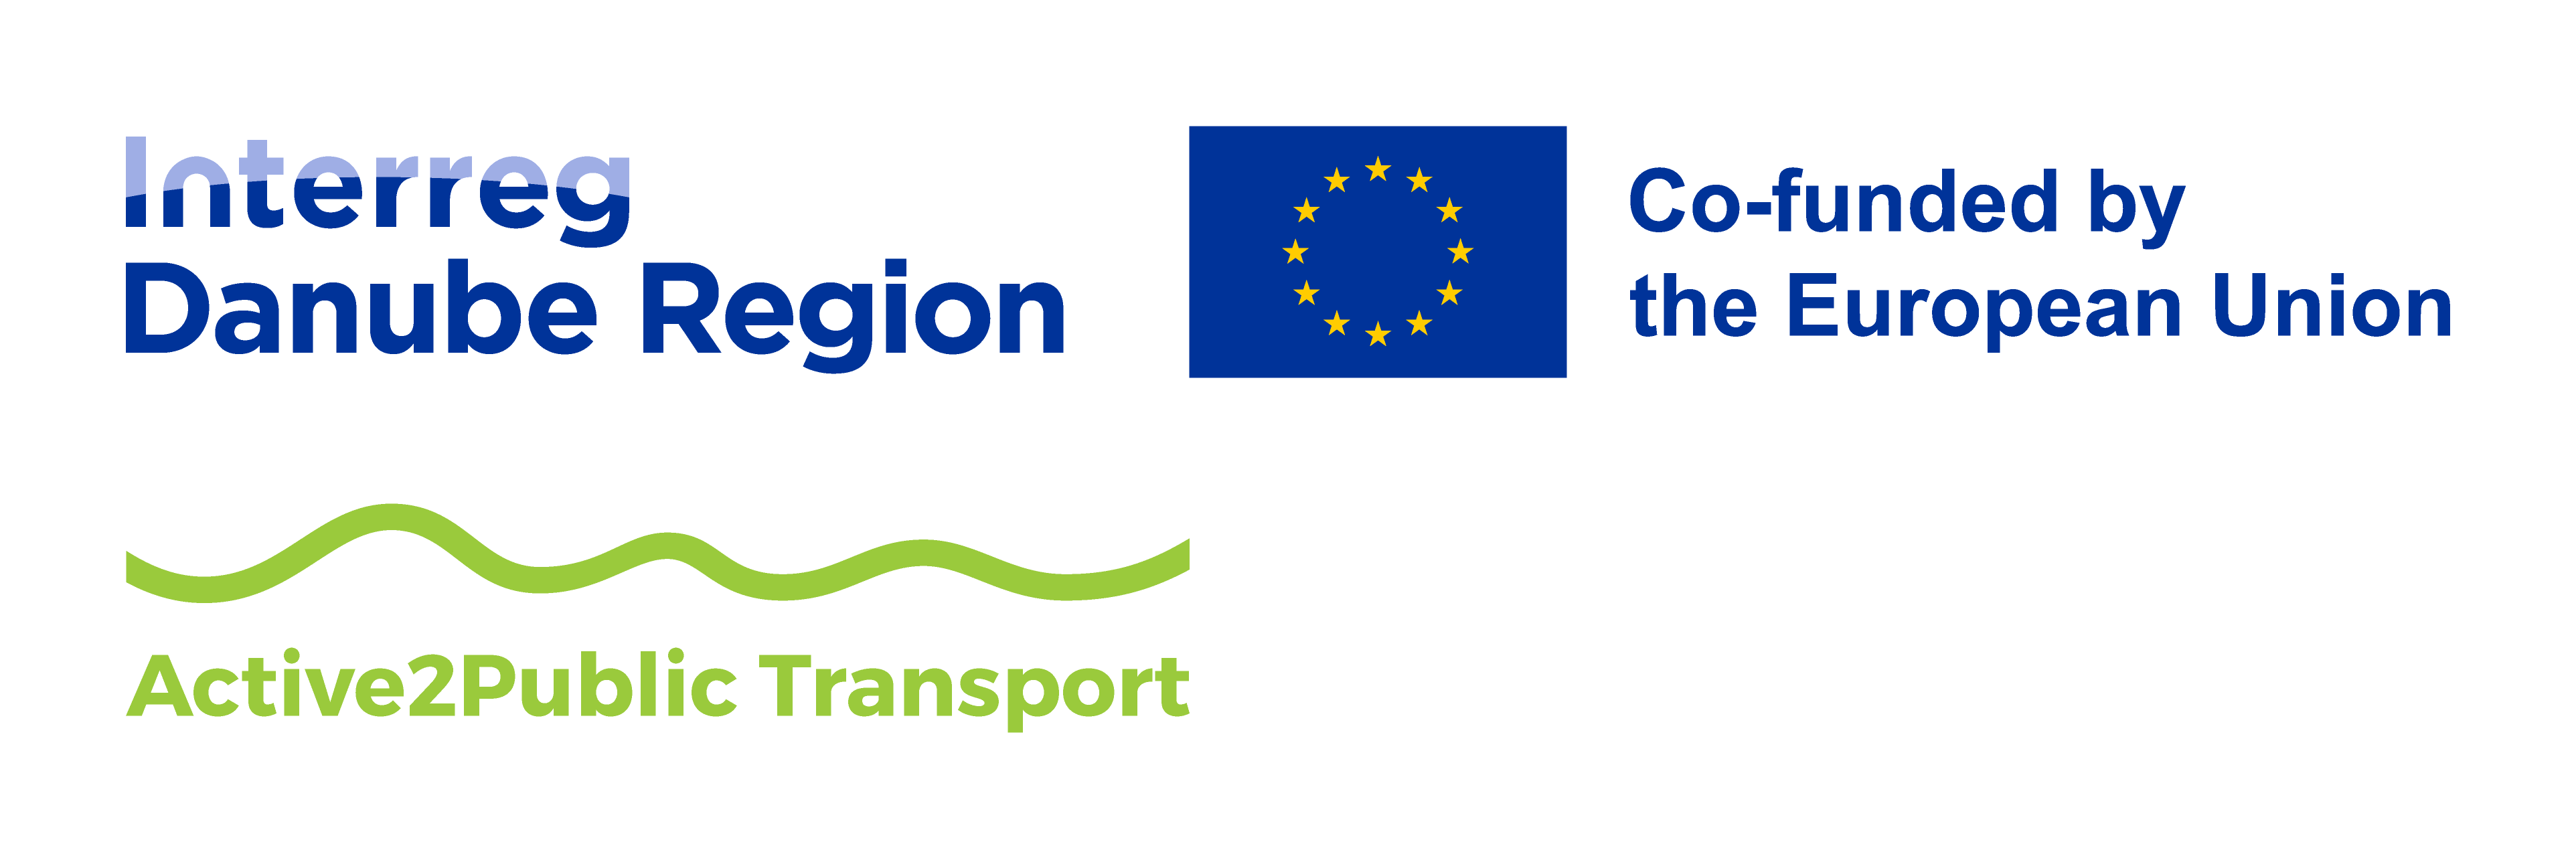 Interreg
Danube Region
Co-funded by
the European Union
Active2Public Transport